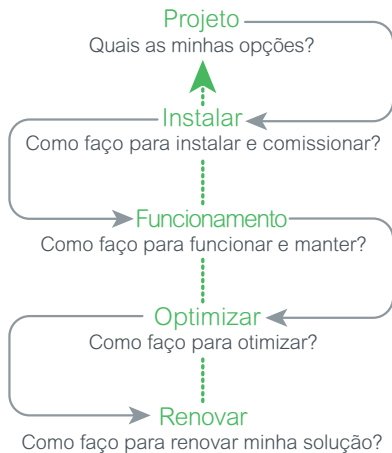 Projeto
Quais as minhas opções?
Instalar
Como faço para instalar e comissionar?
Funcionamento
Como faço para funcionar e manter?
Optimizar
Como faço para otimizar?
Renovar
Como faço para renovar minha solução?